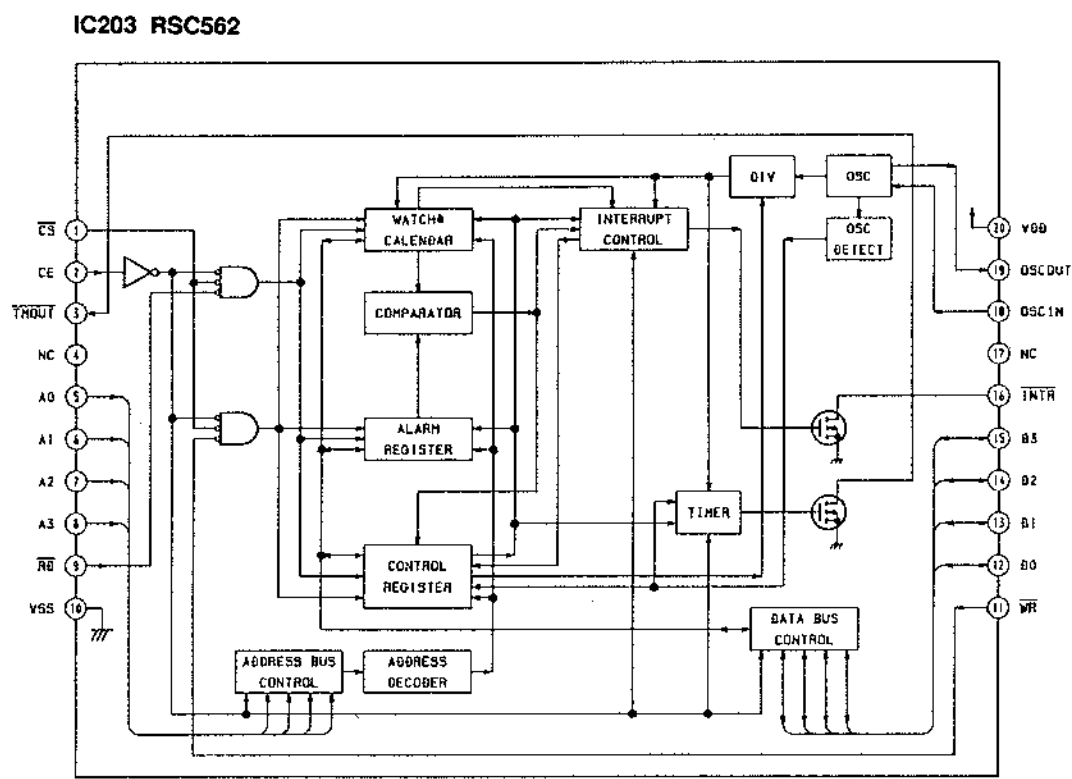 IC203 RSC562
CS
1
CE
2
TMOUT
3
NC
4
A0
5
A1
6
A2
7
A3
8
RD
9
VSS
10
WATCH&
CALENDAR
COMPARATOR
ALARM
REGISTER
CONTROL
REGISTER
ADDRESS BUS
CONTROL
ADDRESS
DECODER
INTERRUPT
CONTROL
DIV
OSC
OSC
DETECT
TIMER
DATA BUS
CONTROL
20
VDD
19
OSCOUT
18
OSCIN
17
NC
16
INTR
15
D3
14
D2
13
D1
12
D0
11
WR